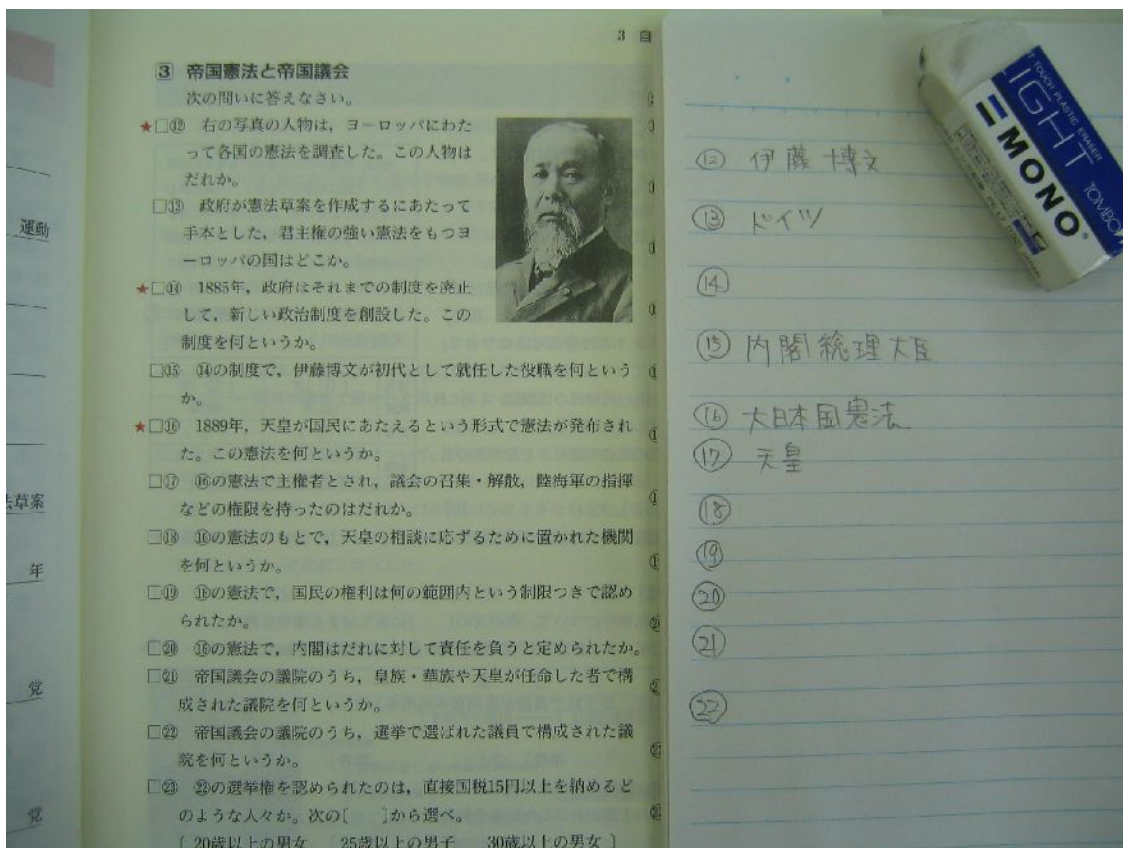 3 自
3 帝国憲法と帝国議会
次の問いに答えなさい。
★□⑫ 右の写真の人物は，ヨーロッパにわた
って各国の憲法を調査した。この人物は
だれか。
□⑬ 政府が憲法草案を作成するにあたって
手本とした，君主権の強い憲法をもつヨ
ーロッパの国はどこか。
★□⑭ 1885年，政府はそれまでの制度を廃止
して，新しい政治制度を創設した。この
制度を何というか。
□⑮ ⑭の制度で，伊藤博文が初代として就任した役職を何という
か。
★□⑯ 1889年，天皇が国民にあたえるという形式で憲法が発布され
た。この憲法を何というか。
□⑰ ⑯の憲法で主権者とされ，議会の召集・解散，陸海軍の指揮
などの権限を持ったのはだれか。
□⑱ ⑯の憲法のもとで，天皇の相談に応ずるために置かれた機関
を何というか。
□⑲ ⑯の憲法で，国民の権利は何の範囲内という制限つきで認め
られたか。
□⑳ ⑯の憲法で，内閣はだれに対して責任を負うと定められたか。
□㉑ 帝国議会の議院のうち，皇族・華族や天皇が任命した者で構
成された議院を何というか。
□㉒ 帝国議会の議院のうち，選挙で選ばれた議員で構成された議
院を何というか。
□㉓ ㉒の選挙権を認められたのは，直接国税15円以上を納めるど
のような人々か。次の[ ]から選べ。
[ 20歳以上の男女 25歳以上の男子 30歳以上の男女 ]
運動
法草案
年
党
党
⑫ 伊藤博文
⑬ ドイツ
⑭
⑮ 内閣総理大臣
⑯ 大日本国憲法
⑰ 天皇
⑱
⑲
⑳
㉑
㉒
T TOUCH PLASTIC ERASER
LIGHT TOMBOW
MONO